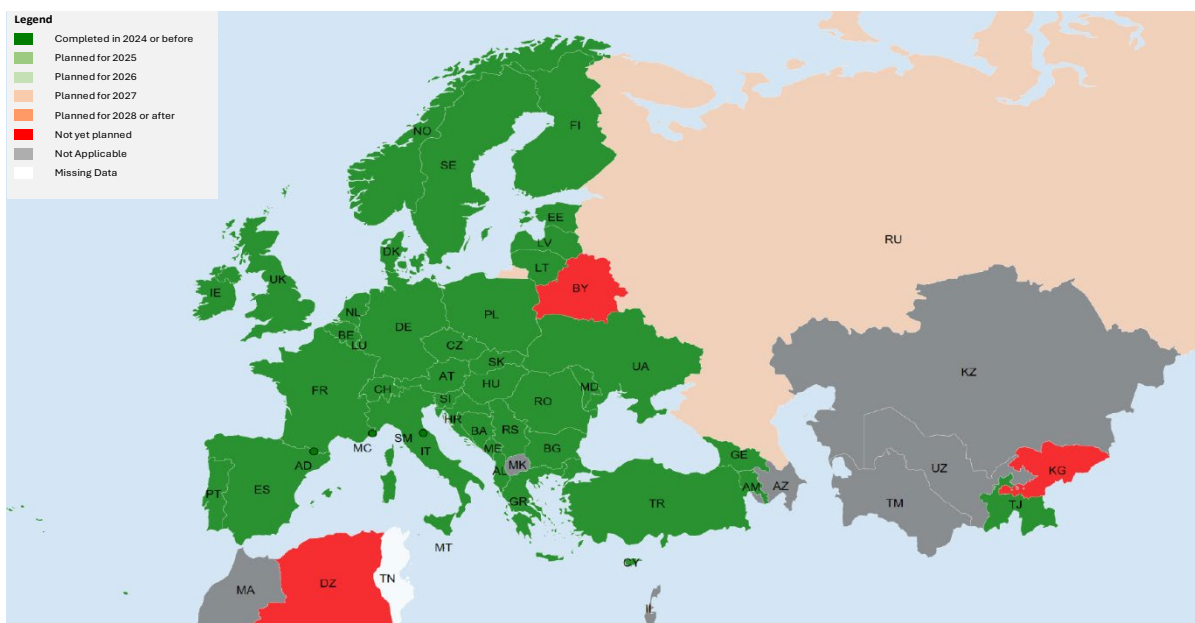 Legend
Completed in 2024 or before
Planned for 2025
Planned for 2026
Planned for 2027
Planned for 2028 or after
Not yet planned
Not Applicable
Missing Data
NO
FI
SE
EE
RU
LV
DK
LT
UK
BY
IE
NL
PL
DE
BE
LU
CZ
SK
UA
KZ
AT
HU
MD
FR
CH
SI
RO
HR
BA
RS
SM
MC
IT
ME
BG
GE
AD
AL
MK
UZ
KG
ES
PT
GR
TR
AM
AZ
TM
TJ
MT
CY
TN
DZ
MA
IL